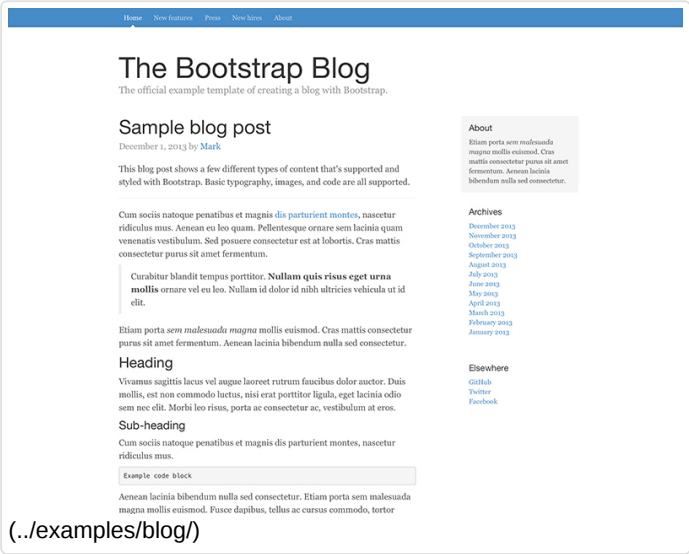 Home New features Press New hires About
The Bootstrap Blog
The official example template of creating a blog with Bootstrap.
Sample blog post
December 1, 2013 by Mark
This blog post shows a few different types of content that's supported and
styled with Bootstrap. Basic typography, images, and code are all supported.
Cum sociis natoque penatibus et magnis dis parturient montes, nascetur
ridiculus mus. Aenean eu leo quam. Pellentesque ornare sem lacinia quam
venenatis vestibulum. Sed posuere consectetur est at lobortis. Cras mattis
consectetur purus sit amet fermentum.
Curabitur blandit tempus porttitor. Nullam quis risus eget urna
mollis ornare vel eu leo. Nullam id dolor id nibh ultricies vehicula ut id
elit.
Etiam porta sem malesuada magna mollis euismod. Cras mattis consectetur
purus sit amet fermentum. Aenean lacinia bibendum nulla sed consectetur.
Heading
Vivamus sagittis lacus vel augue laoreet rutrum faucibus dolor auctor. Duis
mollis, est non commodo luctus, nisi erat porttitor ligula, eget lacinia odio
sem nec elit. Morbi leo risus, porta ac consectetur ac, vestibulum at eros.
Sub-heading
Cum sociis natoque penatibus et magnis dis parturient montes, nascetur
ridiculus mus.
Example code block
Aenean lacinia bibendum nulla sed consectetur. Etiam porta sem malesuada
magna mollis euismod. Fusce dapibus, tellus ac cursus commodo, tortor
About
Etiam porta sem malesuada
magna mollis euismod. Cras
mattis consectetur purus sit amet
fermentum. Aenean lacinia
bibendum nulla sed consectetur.
Archives
December 2013
November 2013
October 2013
September 2013
August 2013
July 2013
June 2013
May 2013
April 2013
March 2013
February 2013
January 2013
Elsewhere
GitHub
Twitter
Facebook
(../examples/blog/)